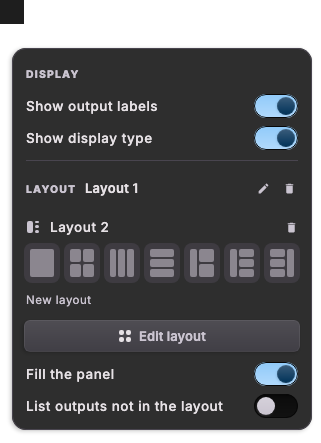 DISPLAY
Show output labels
Show display type
LAYOUT Layout 1
Layout 2
New layout
Edit layout
Fill the panel
List outputs not in the layout